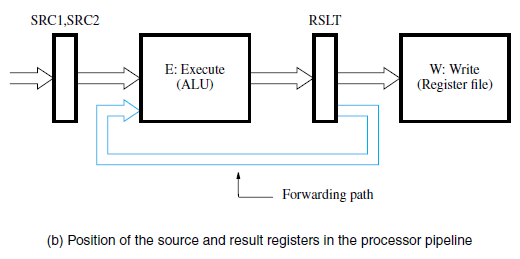 SRC1,SRC2
RSLT
E: Execute
(ALU)
W: Write
(Register file)
Forwarding path
(b) Position of the source and result registers in the processor pipeline